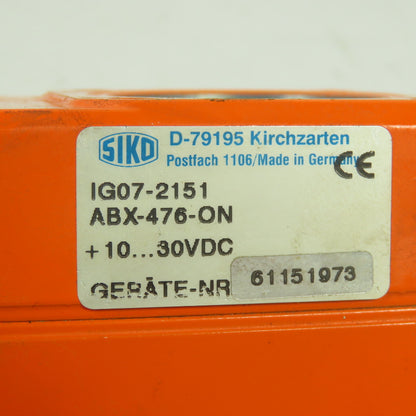 SIKO D-79195 Kirchzarten
Postfach 1106/Made in Germany CE
IG07-2151
ABX-476-ON
+10...30VDC
GERÄTE-NR 61151973